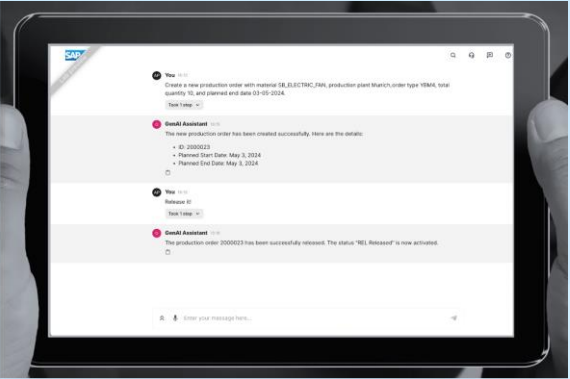 SAP
AP You
Create a new production order with material SB_ELECTRIC_FAN, production plant Munich,order type YBM4, total
quantity 10, and planned end date 03-05-2024.
Took 1 step
GenAI Assistant
The new production order has been created successfully. Here are the details:
• ID: 2000023
• Planned Start Date: May 3, 2024
• Planned End Date: May 3, 2024
AP You
Release it!
Took 1 step
GenAI Assistant
The production order 2000023 has been successfully released. The status "REL Released" is now activated.
Enter your message here...